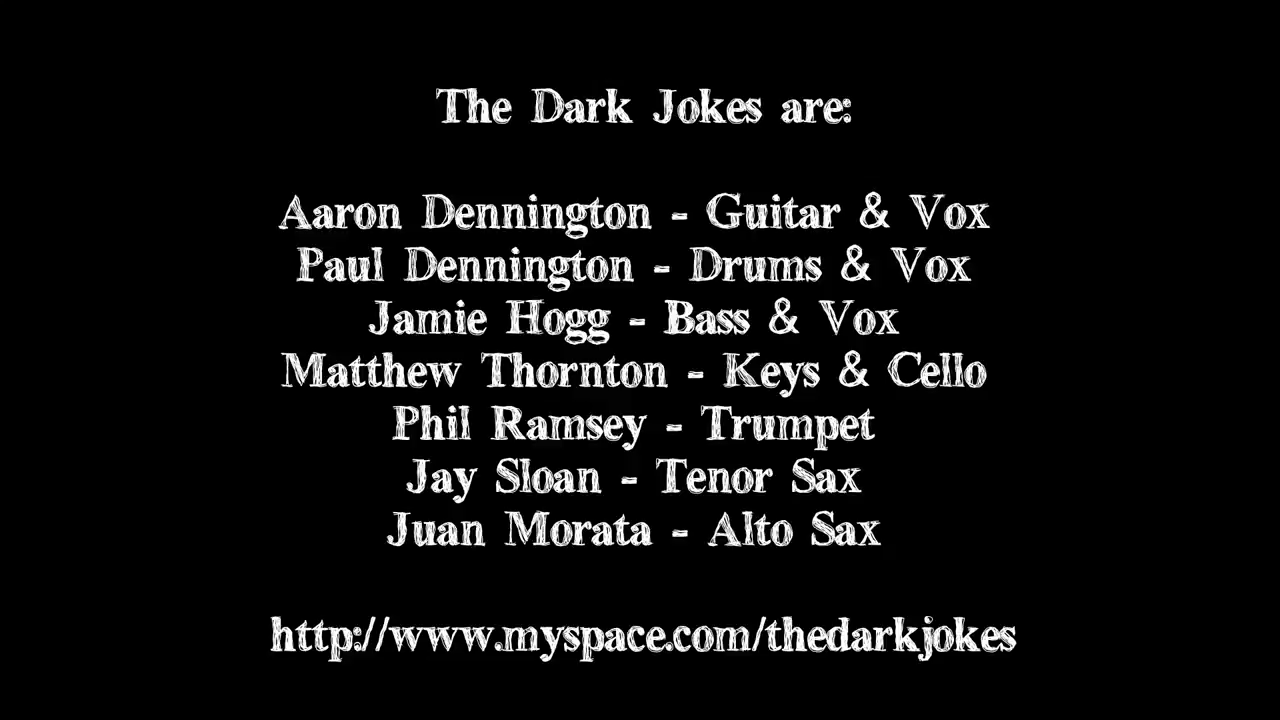 The Dark Jokes are:
Aaron Dennington - Guitar & Vox
Paul Dennington - Drums & Vox
Jamie Hogg - Bass & Vox
Matthew Thornton - Keys & Cello
Phil Ramsey - Trumpet
Jay Sloan - Tenor Sax
Juan Morata - Alto Sax
http://www.myspace.com/thedarkjokes